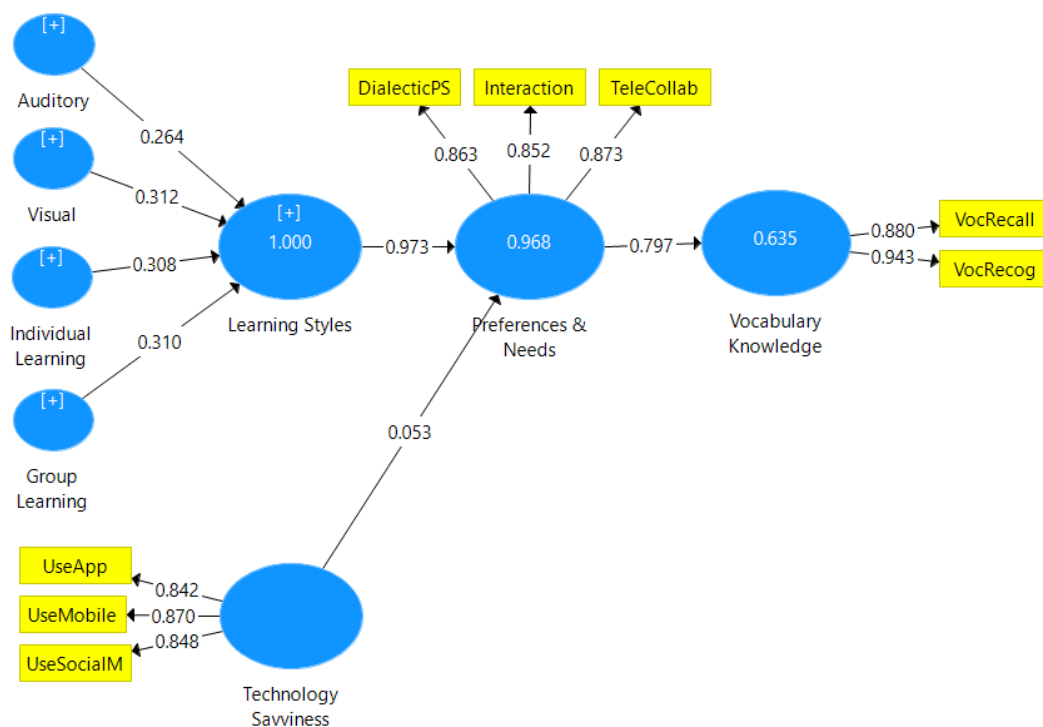 [+]
Auditory
[+]
Visual
[+]
Individual
Learning
[+]
Group
Learning
0.264
0.312
0.308
0.310
[+]
1.000
Learning Styles
0.973
DialecticPS
Interaction
TeleCollab
0.863
0.852
0.873
0.968
Preferences &
Needs
0.797
0.635
Vocabulary
Knowledge
0.880
0.943
VocRecall
VocRecog
0.053
UseApp
UseMobile
UseSocialM
0.842
0.870
0.848
Technology
Savviness